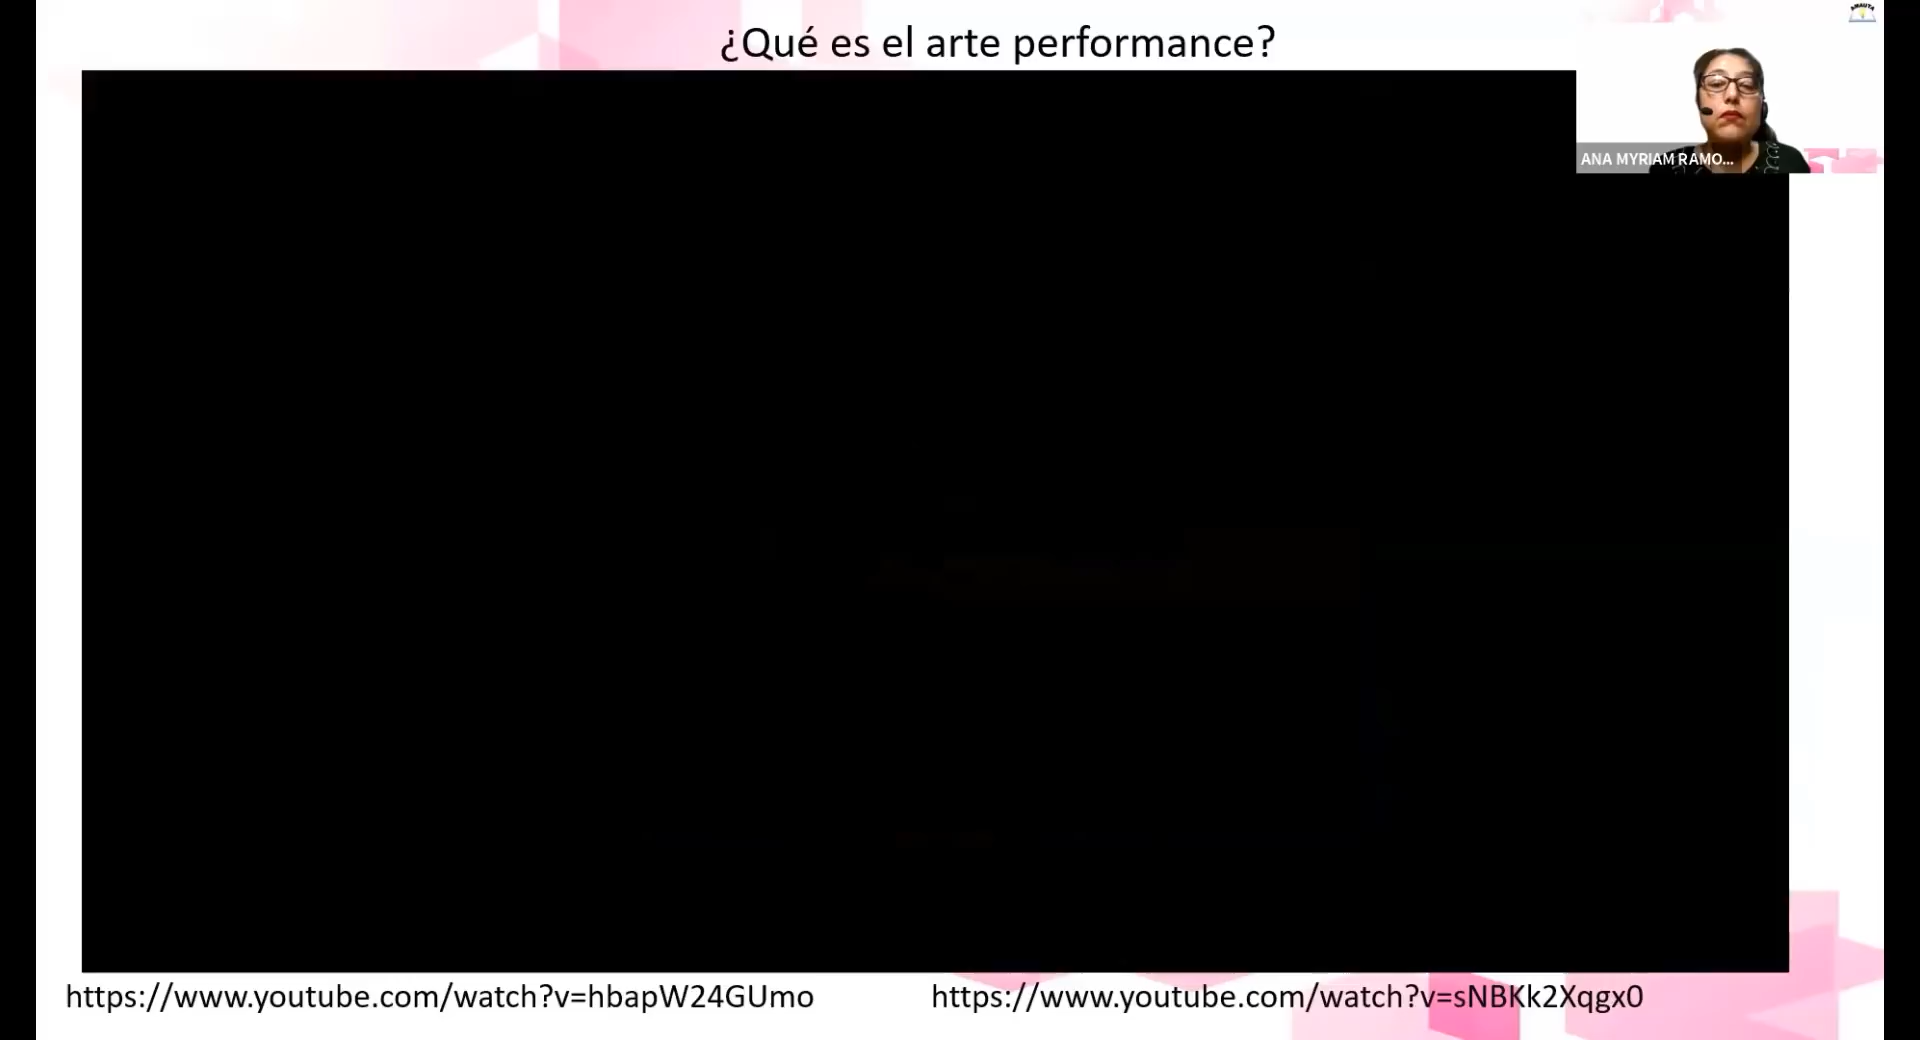 ¿Qué es el arte performance?
AMAUTA
ANA MYRIAM RAMO...
https://www.youtube.com/watch?v=hbapW24GUmo
https://www.youtube.com/watch?v=sNBKk2Xqgx0